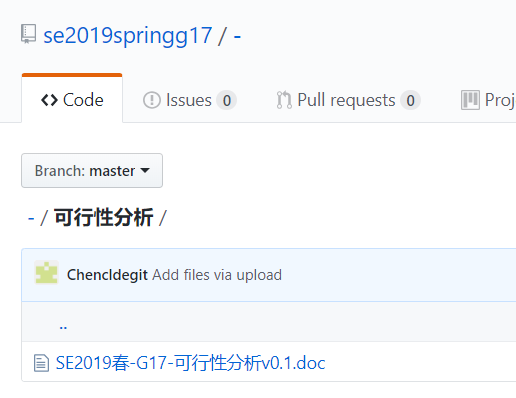 se2019springg17 / -
Code Issues 0 Pull requests 0 Proj
Branch: master
- / 可行性分析 /
Chencldegit Add files via upload
..
SE2019春-G17-可行性分析v0.1.doc